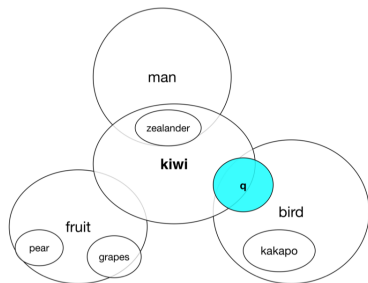 man
zealander
kiwi
q
bird
fruit
pear
grapes
kakapo